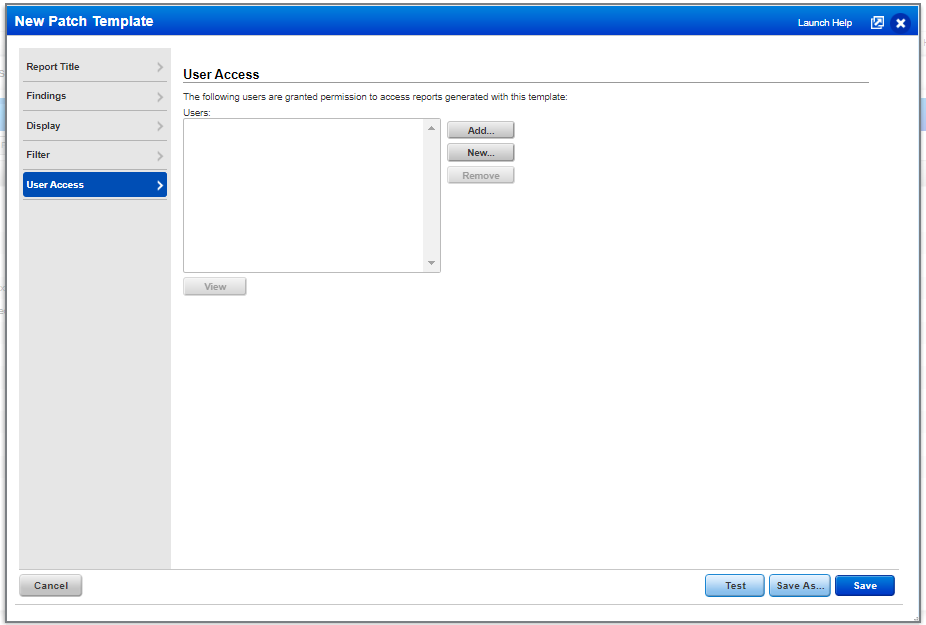 New Patch Template
Launch Help
Report Title
Findings
Display
Filter
User Access
User Access
The following users are granted permission to access reports generated with this template:
Users:
Add...
New...
Remove
View
Cancel
Test
Save As...
Save